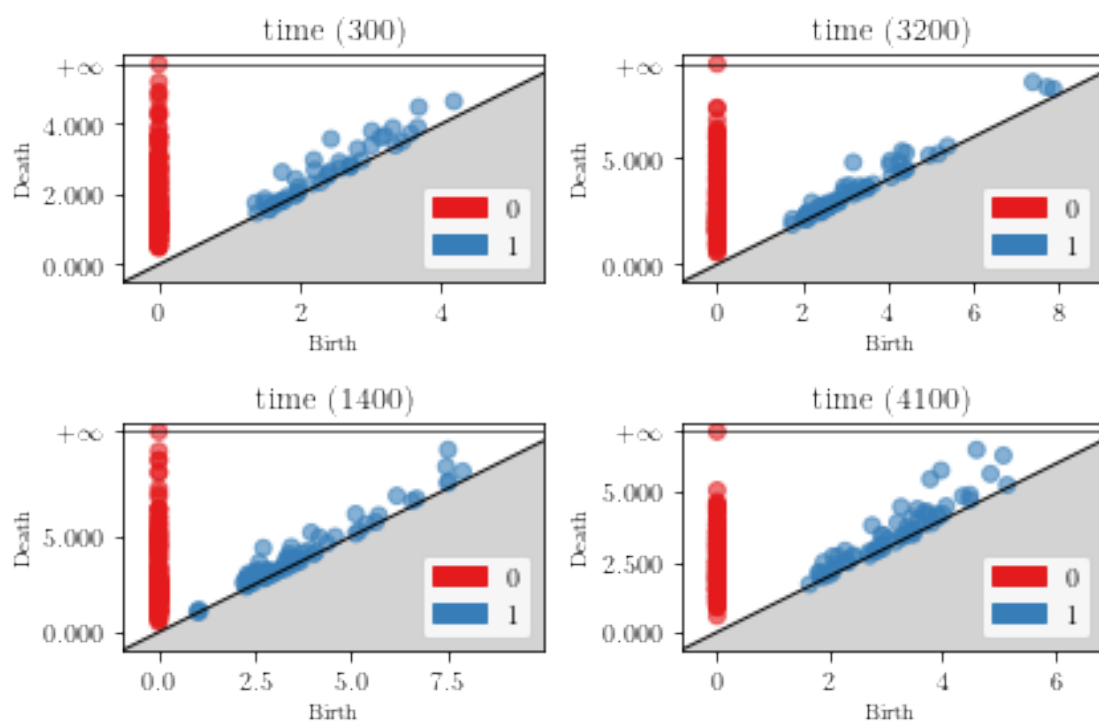 time (300)
+∞
4.000
2.000
0.000
Death
0
1
0 2 4
Birth
time (3200)
+∞
5.000
0.000
Death
0
1
0 2 4 6 8
Birth
time (1400)
+∞
5.000
0.000
Death
0
1
0.0 2.5 5.0 7.5
Birth
time (4100)
+∞
5.000
2.500
0.000
Death
0
1
0 2 4 6
Birth